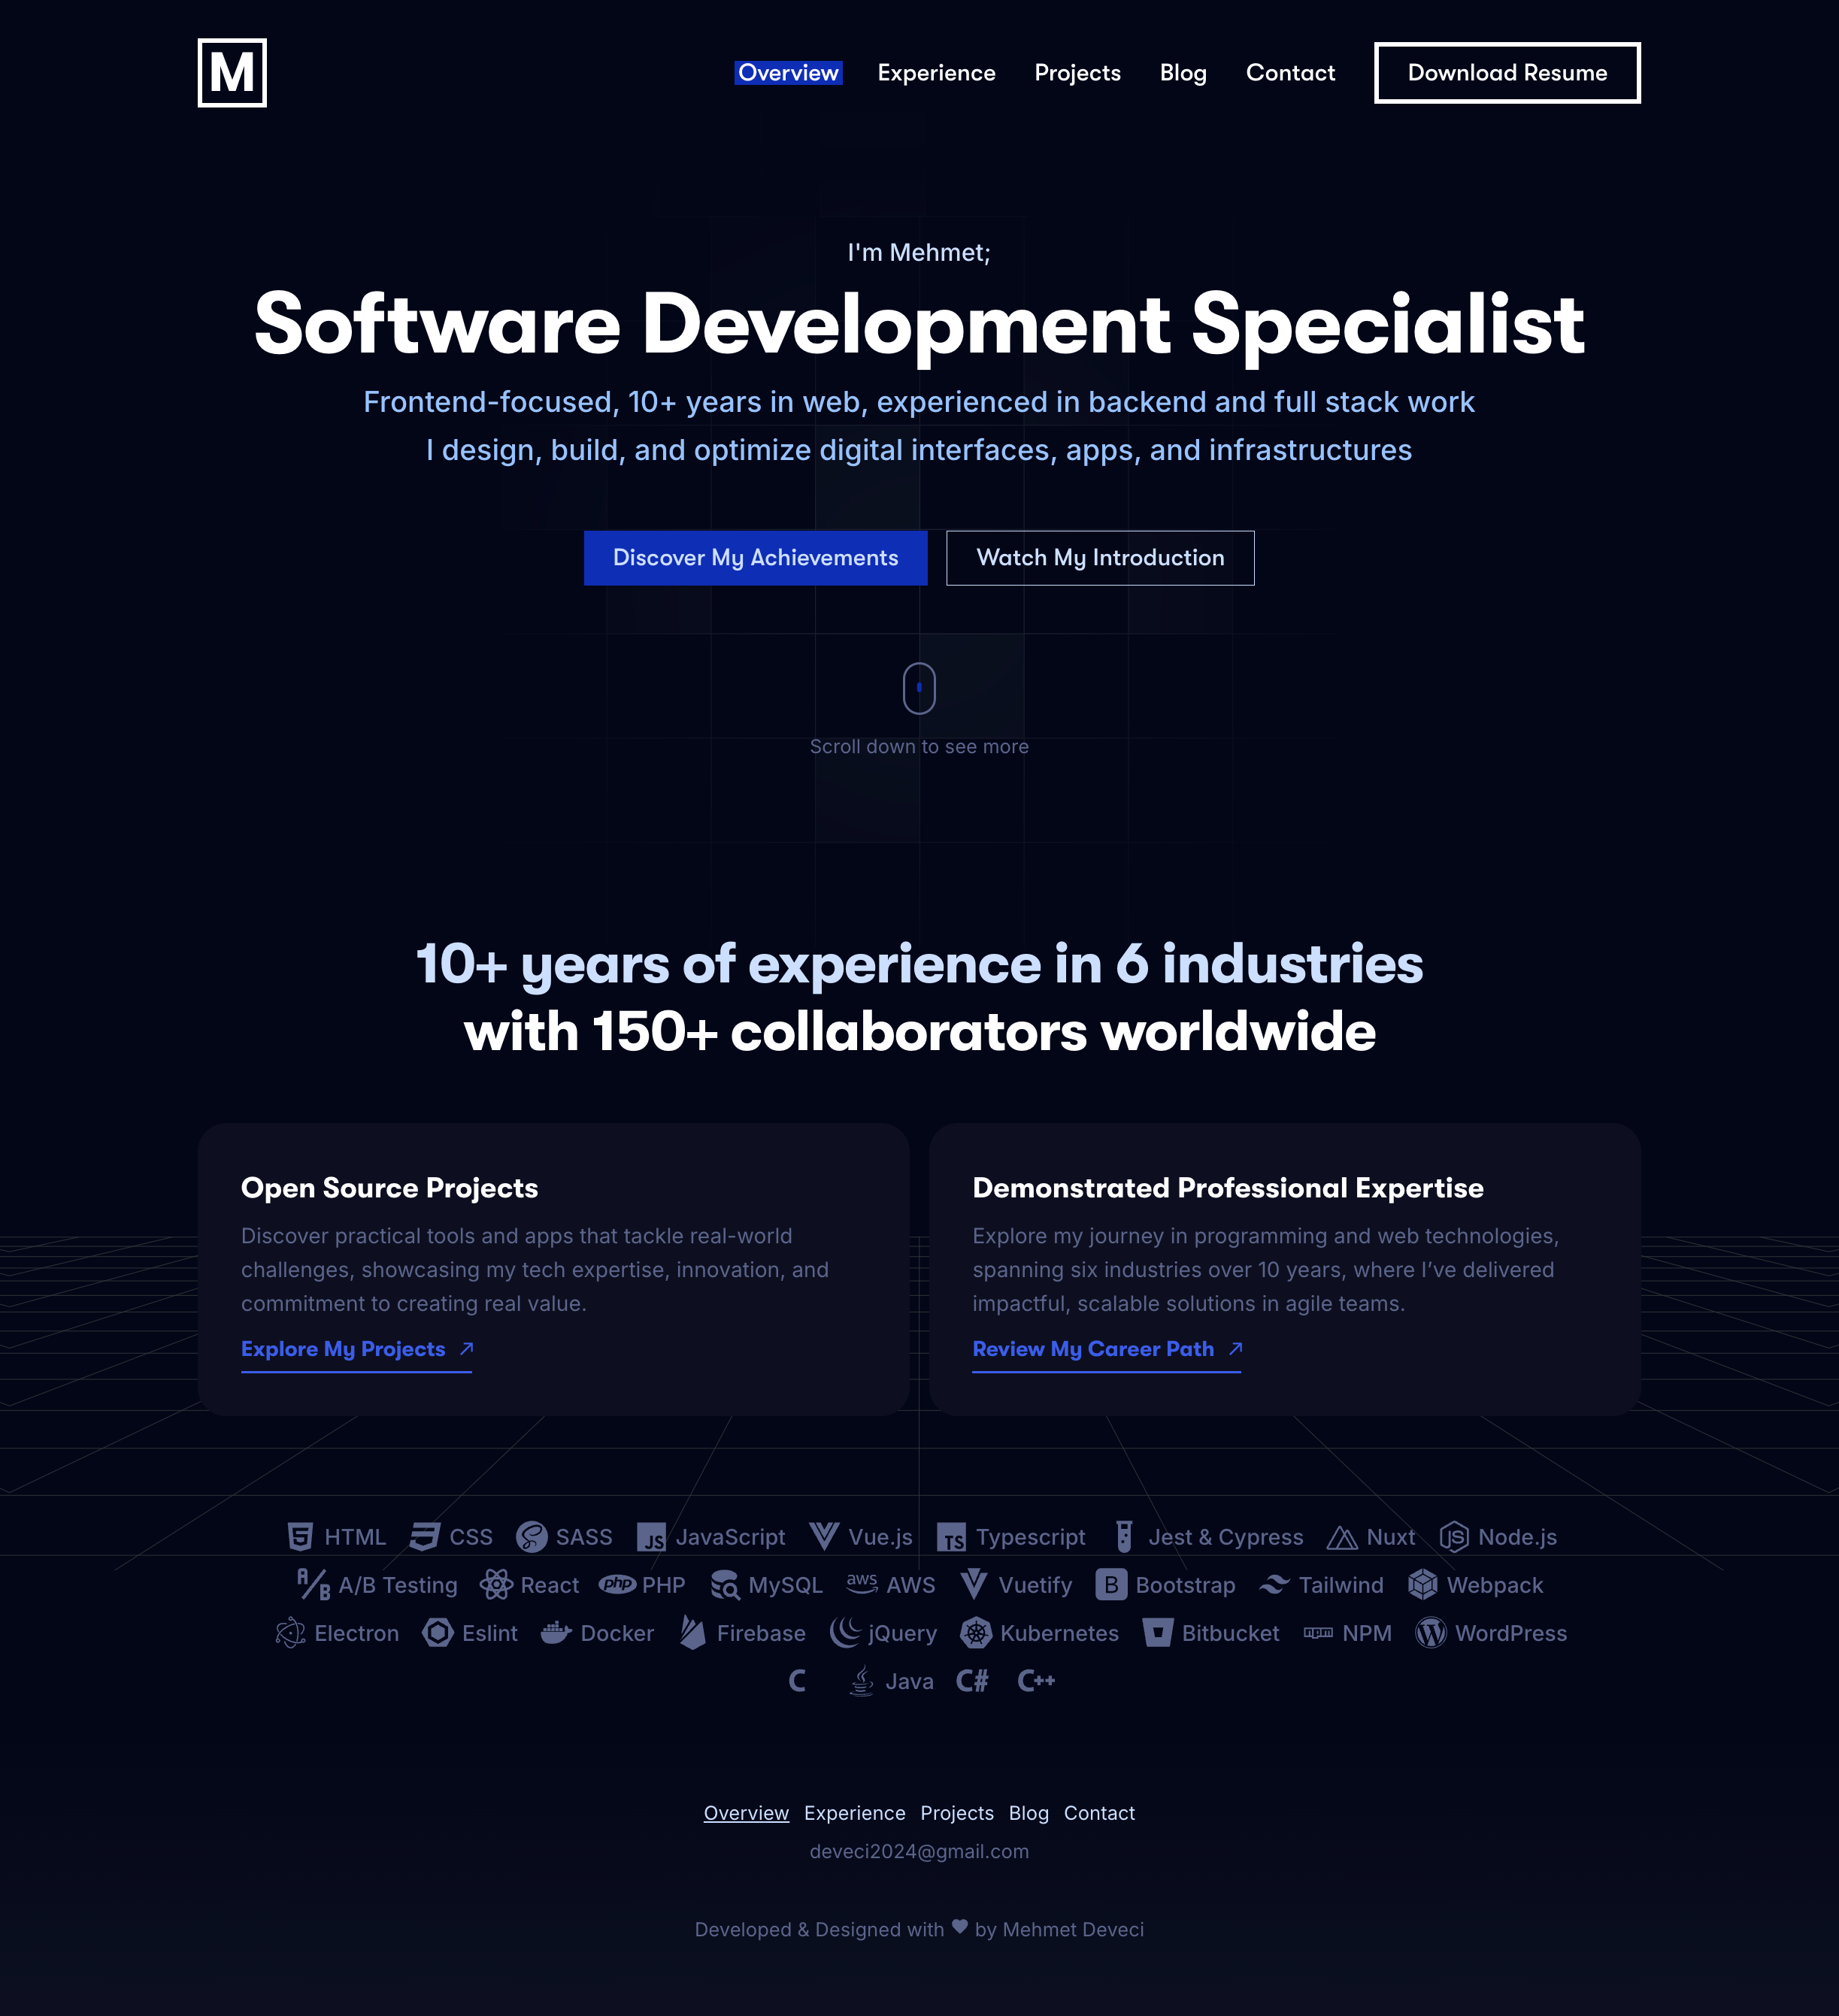 M
Overview Experience Projects Blog Contact Download Resume
I'm Mehmet;
Software Development Specialist
Frontend-focused, 10+ years in web, experienced in backend and full stack work
I design, build, and optimize digital interfaces, apps, and infrastructures
Discover My Achievements Watch My Introduction
Scroll down to see more
10+ years of experience in 6 industries
with 150+ collaborators worldwide
Open Source Projects
Discover practical tools and apps that tackle real-world
challenges, showcasing my tech expertise, innovation, and
commitment to creating real value.
Explore My Projects
Demonstrated Professional Expertise
Explore my journey in programming and web technologies,
spanning six industries over 10 years, where I’ve delivered
impactful, scalable solutions in agile teams.
Review My Career Path
5 HTML 3 CSS SASS JS JavaScript Vue.js TS Typescript Jest & Cypress Nuxt JS Node.js
A/B A/B Testing React php PHP MySQL aws AWS Vuetify B Bootstrap Tailwind Webpack
Electron Eslint Docker Firebase jQuery Kubernetes Bitbucket npm NPM W WordPress
C Java C# C++
Overview Experience Projects Blog Contact
deveci2024@gmail.com
Developed & Designed with ♥ by Mehmet Deveci